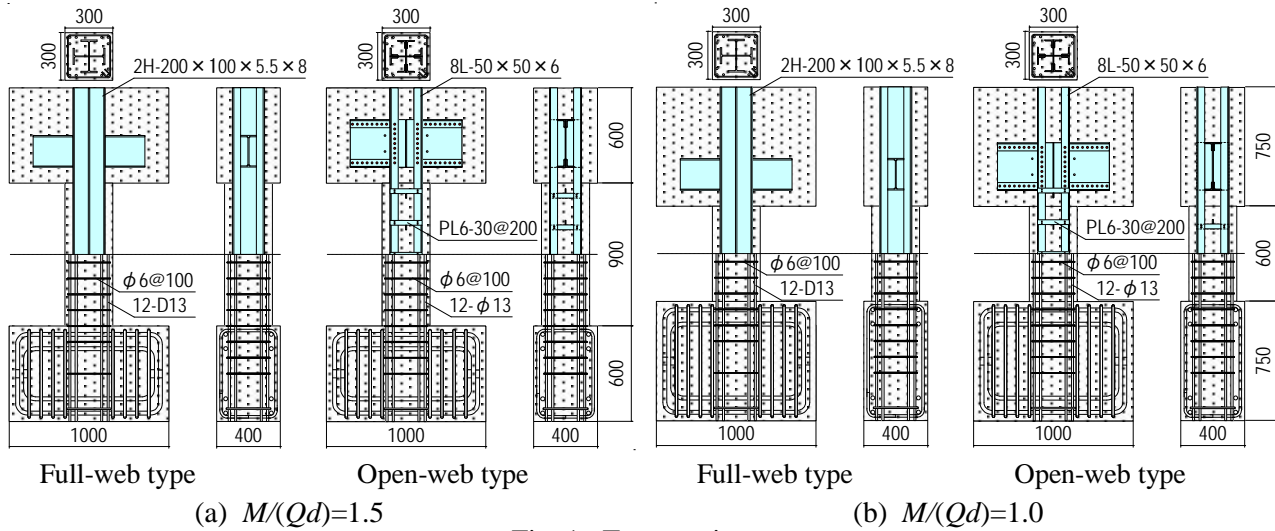 300
300
2H-200×100×5.5×8
300
300
8L-50×50×6
PL6-30@200
φ6@100
12-D13
φ6@100
12-φ13
600
900
600
1000
400
1000
400
Full-web type
Open-web type
(a) M/(Qd)=1.5
300
300
2H-200×100×5.5×8
300
300
8L-50×50×6
PL6-30@200
φ6@100
12-D13
φ6@100
12-φ13
750
600
750
1000
400
1000
400
Full-web type
Open-web type
(b) M/(Qd)=1.0